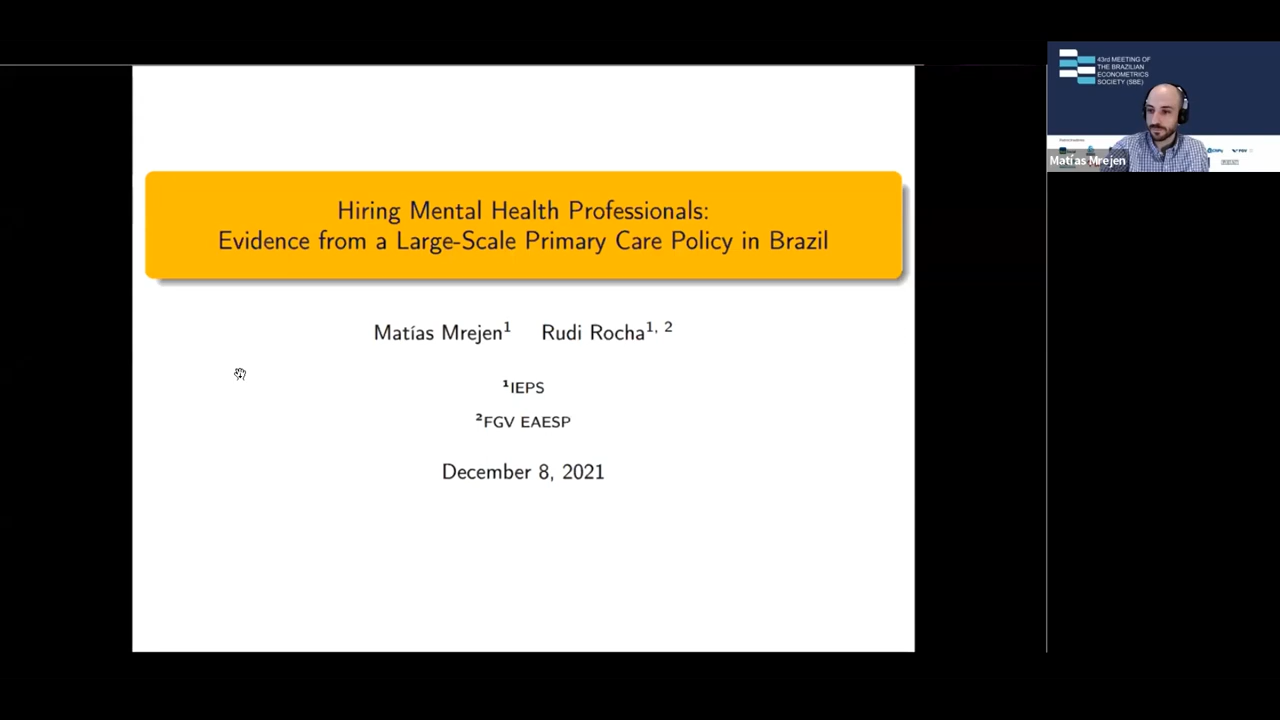 Hiring Mental Health Professionals:
Evidence from a Large-Scale Primary Care Policy in Brazil
Matías Mrejen¹ Rudi Rocha¹, ²
¹IEPS
²FGV EAESP
December 8, 2021
43rd MEETING OF
THE BRAZILIAN
ECONOMETRICS
SOCIETY (SBE)
Matías Mrejen